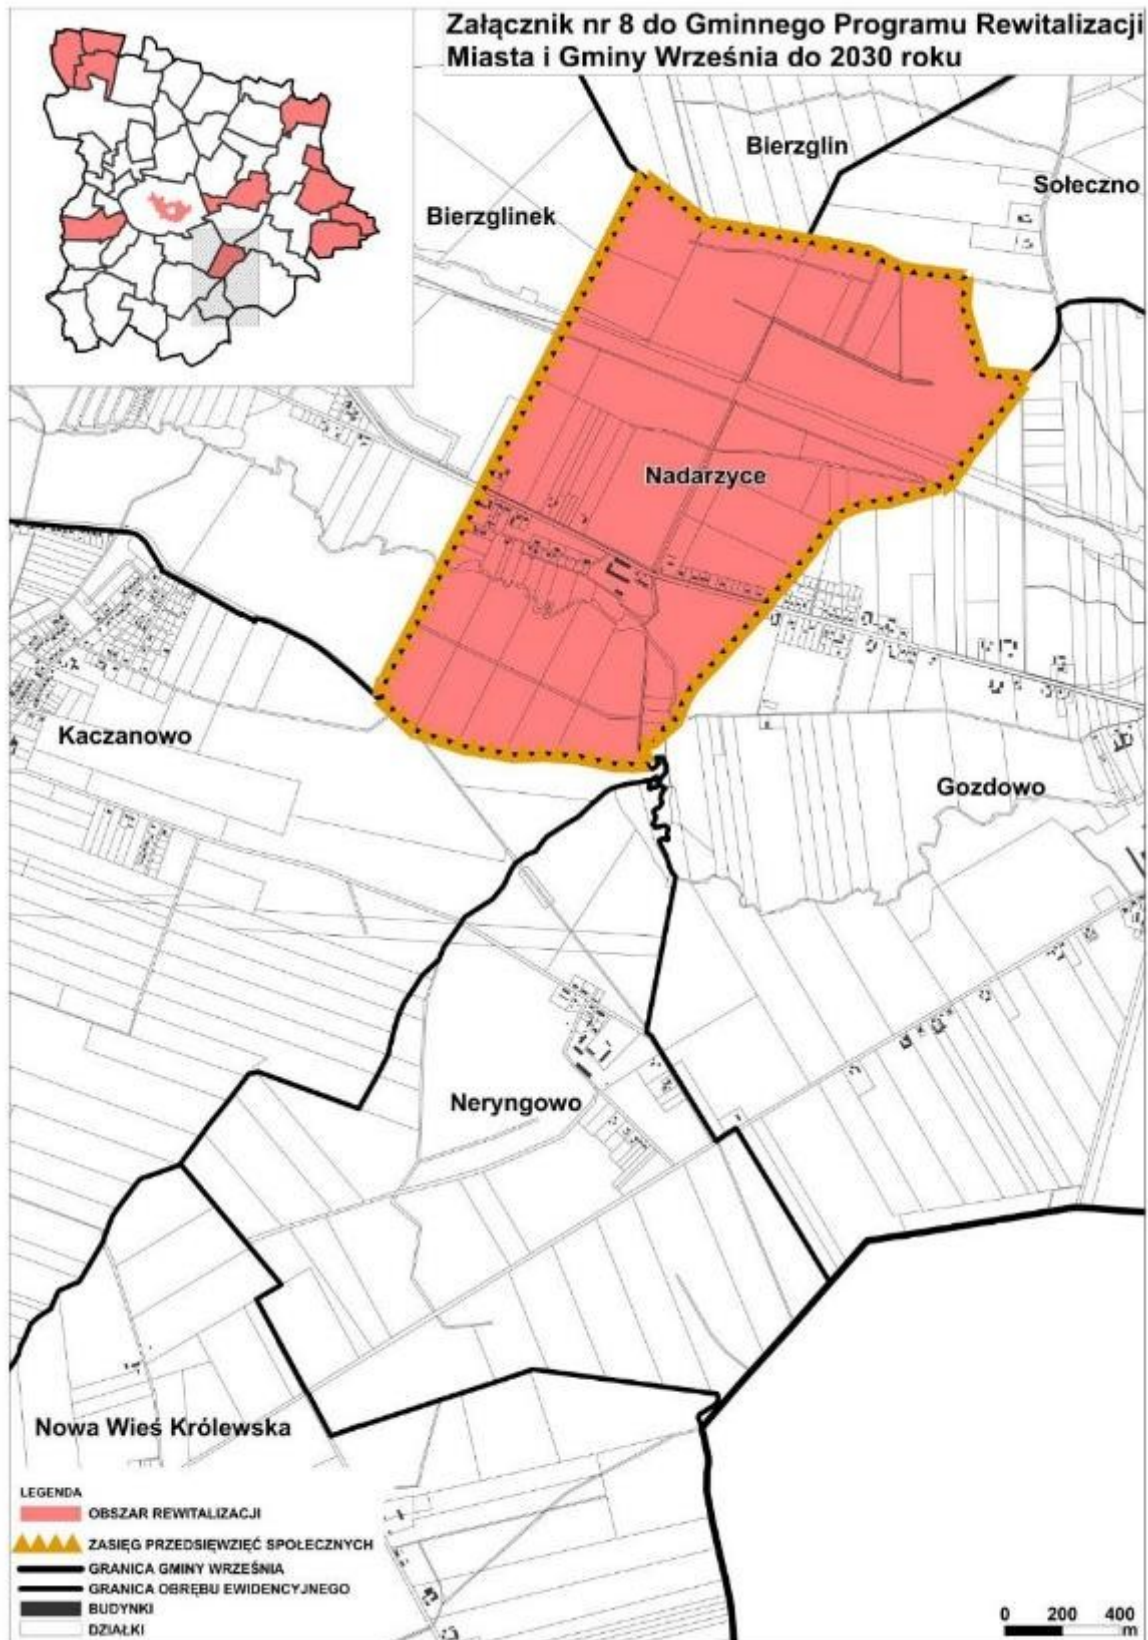 Załącznik nr 8 do Gminnego Programu Rewitalizacji
Miasta i Gminy Września do 2030 roku
Bierzglin
Sołeczno
Bierzglinek
Nadarzyce
Kaczanowo
Gozdowo
Neryngowo
Nowa Wieś Królewska
LEGENDA
OBSZAR REWITALIZACJI
ZASIĘG PRZEDSIĘWZIĘĆ SPOŁECZNYCH
GRANICA GMINY WRZEŚNIA
GRANICA OBRĘBU EWIDENCYJNEGO
BUDYNKI
DZIAŁKI
0 200 400
m